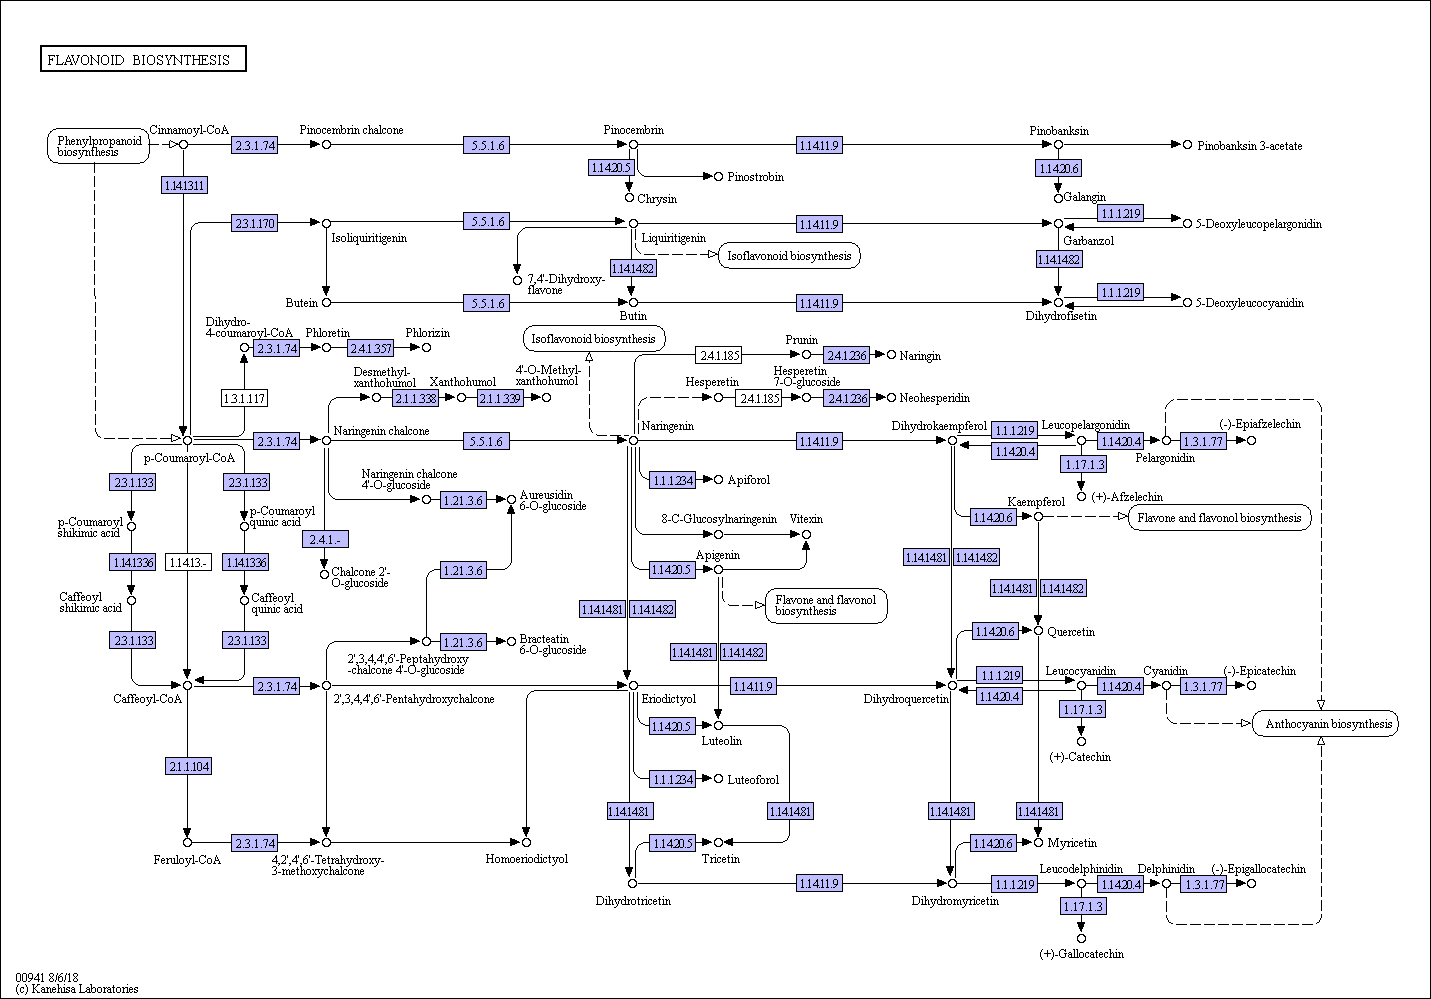 FLAVONOID BIOSYNTHESIS
Phenylpropanoid
biosynthesis
Cinnamoyl-CoA
2.3.1.74
Pinocembrin chalcone
5.5.1.6
Pinocembrin
1.14.11.9
Pinobanksin
Pinobanksin 3-acetate
1.14.20.5
Pinostrobin
Chrysin
1.14.20.6
Galangin
1.14.13.11
2.3.1.170
Isoliquiritigenin
5.5.1.6
Liquiritigenin
1.14.11.9
1.1.1.219
5-Deoxyleucopelargonidin
Garbanzol
Isoflavonoid biosynthesis
1.14.14.82
1.14.14.82
7,4'-Dihydroxy-
flavone
Butein
5.5.1.6
Butin
1.14.11.9
Dihydrofisetin
1.1.1.219
5-Deoxyleucocyanidin
Dihydro-
4-coumaroyl-CoA
2.3.1.74
Phloretin
2.4.1.357
Phlorizin
Isoflavonoid biosynthesis
2.4.1.185
Prunin
2.4.1.236
Naringin
1.3.1.117
Desmethyl-
xanthohumol
2.1.1.338
Xanthohumol
2.1.1.339
4'-O-Methyl-
xanthohumol
Hesperetin
2.4.1.185
Hesperetin
7-O-glucoside
2.4.1.236
Neohesperidin
p-Coumaroyl-CoA
2.3.1.74
Naringenin chalcone
5.5.1.6
Naringenin
1.14.11.9
Dihydrokaempferol
1.1.1.219
1.14.20.4
Leucopelargonidin
1.14.20.4
Pelargonidin
1.3.1.77
(-)-Epiafzelechin
1.17.1.3
(+)-Afzelechin
2.3.1.133
2.3.1.133
Naringenin chalcone
4'-O-glucoside
1.21.3.6
Aureusidin
6-O-glucoside
1.1.1.234
Apiforol
p-Coumaroyl
shikimic acid
p-Coumaroyl
quinic acid
2.4.1.-
8-C-Glucosylnaringenin
Vitexin
1.14.20.6
Kaempferol
Flavone and flavonol biosynthesis
1.14.13.36
1.14.13.-
1.14.13.36
Chalcone 2'-
O-glucoside
1.21.3.6
1.14.20.5
Apigenin
1.14.14.81
1.14.14.82
1.14.14.81
1.14.14.82
Caffeoyl
shikimic acid
Caffeoyl
quinic acid
1.14.14.81
1.14.14.82
Flavone and flavonol
biosynthesis
2.3.1.133
2.3.1.133
1.21.3.6
Bracteatin
6-O-glucoside
2',3,4,4',6'-Peptahydroxy
-chalcone 4'-O-glucoside
1.14.14.81
1.14.14.82
1.14.20.6
Quercetin
Caffeoyl-CoA
2.3.1.74
2',3,4,4',6'-Pentahydroxychalcone
Eriodictyol
1.14.11.9
Dihydroquercetin
1.1.1.219
1.14.20.4
Leucocyanidin
1.14.20.4
Cyanidin
1.3.1.77
(-)-Epicatechin
1.17.1.3
(+)-Catechin
Anthocyanin biosynthesis
1.14.20.5
Luteolin
2.1.1.104
1.1.1.234
Luteoforol
1.14.14.81
1.14.14.81
1.14.14.81
1.14.14.81
Feruloyl-CoA
2.3.1.74
4,2',4',6'-Tetrahydroxy-
3-methoxychalcone
Homoeriodictyol
1.14.20.5
Tricetin
1.14.20.6
Myricetin
Dihydrotricetin
1.14.11.9
Dihydromyricetin
1.1.1.219
Leucodelphinidin
1.14.20.4
Delphinidin
1.3.1.77
(-)-Epigallocatechin
1.17.1.3
(+)-Gallocatechin
00941 8/6/18
(c) Kanehisa Laboratories